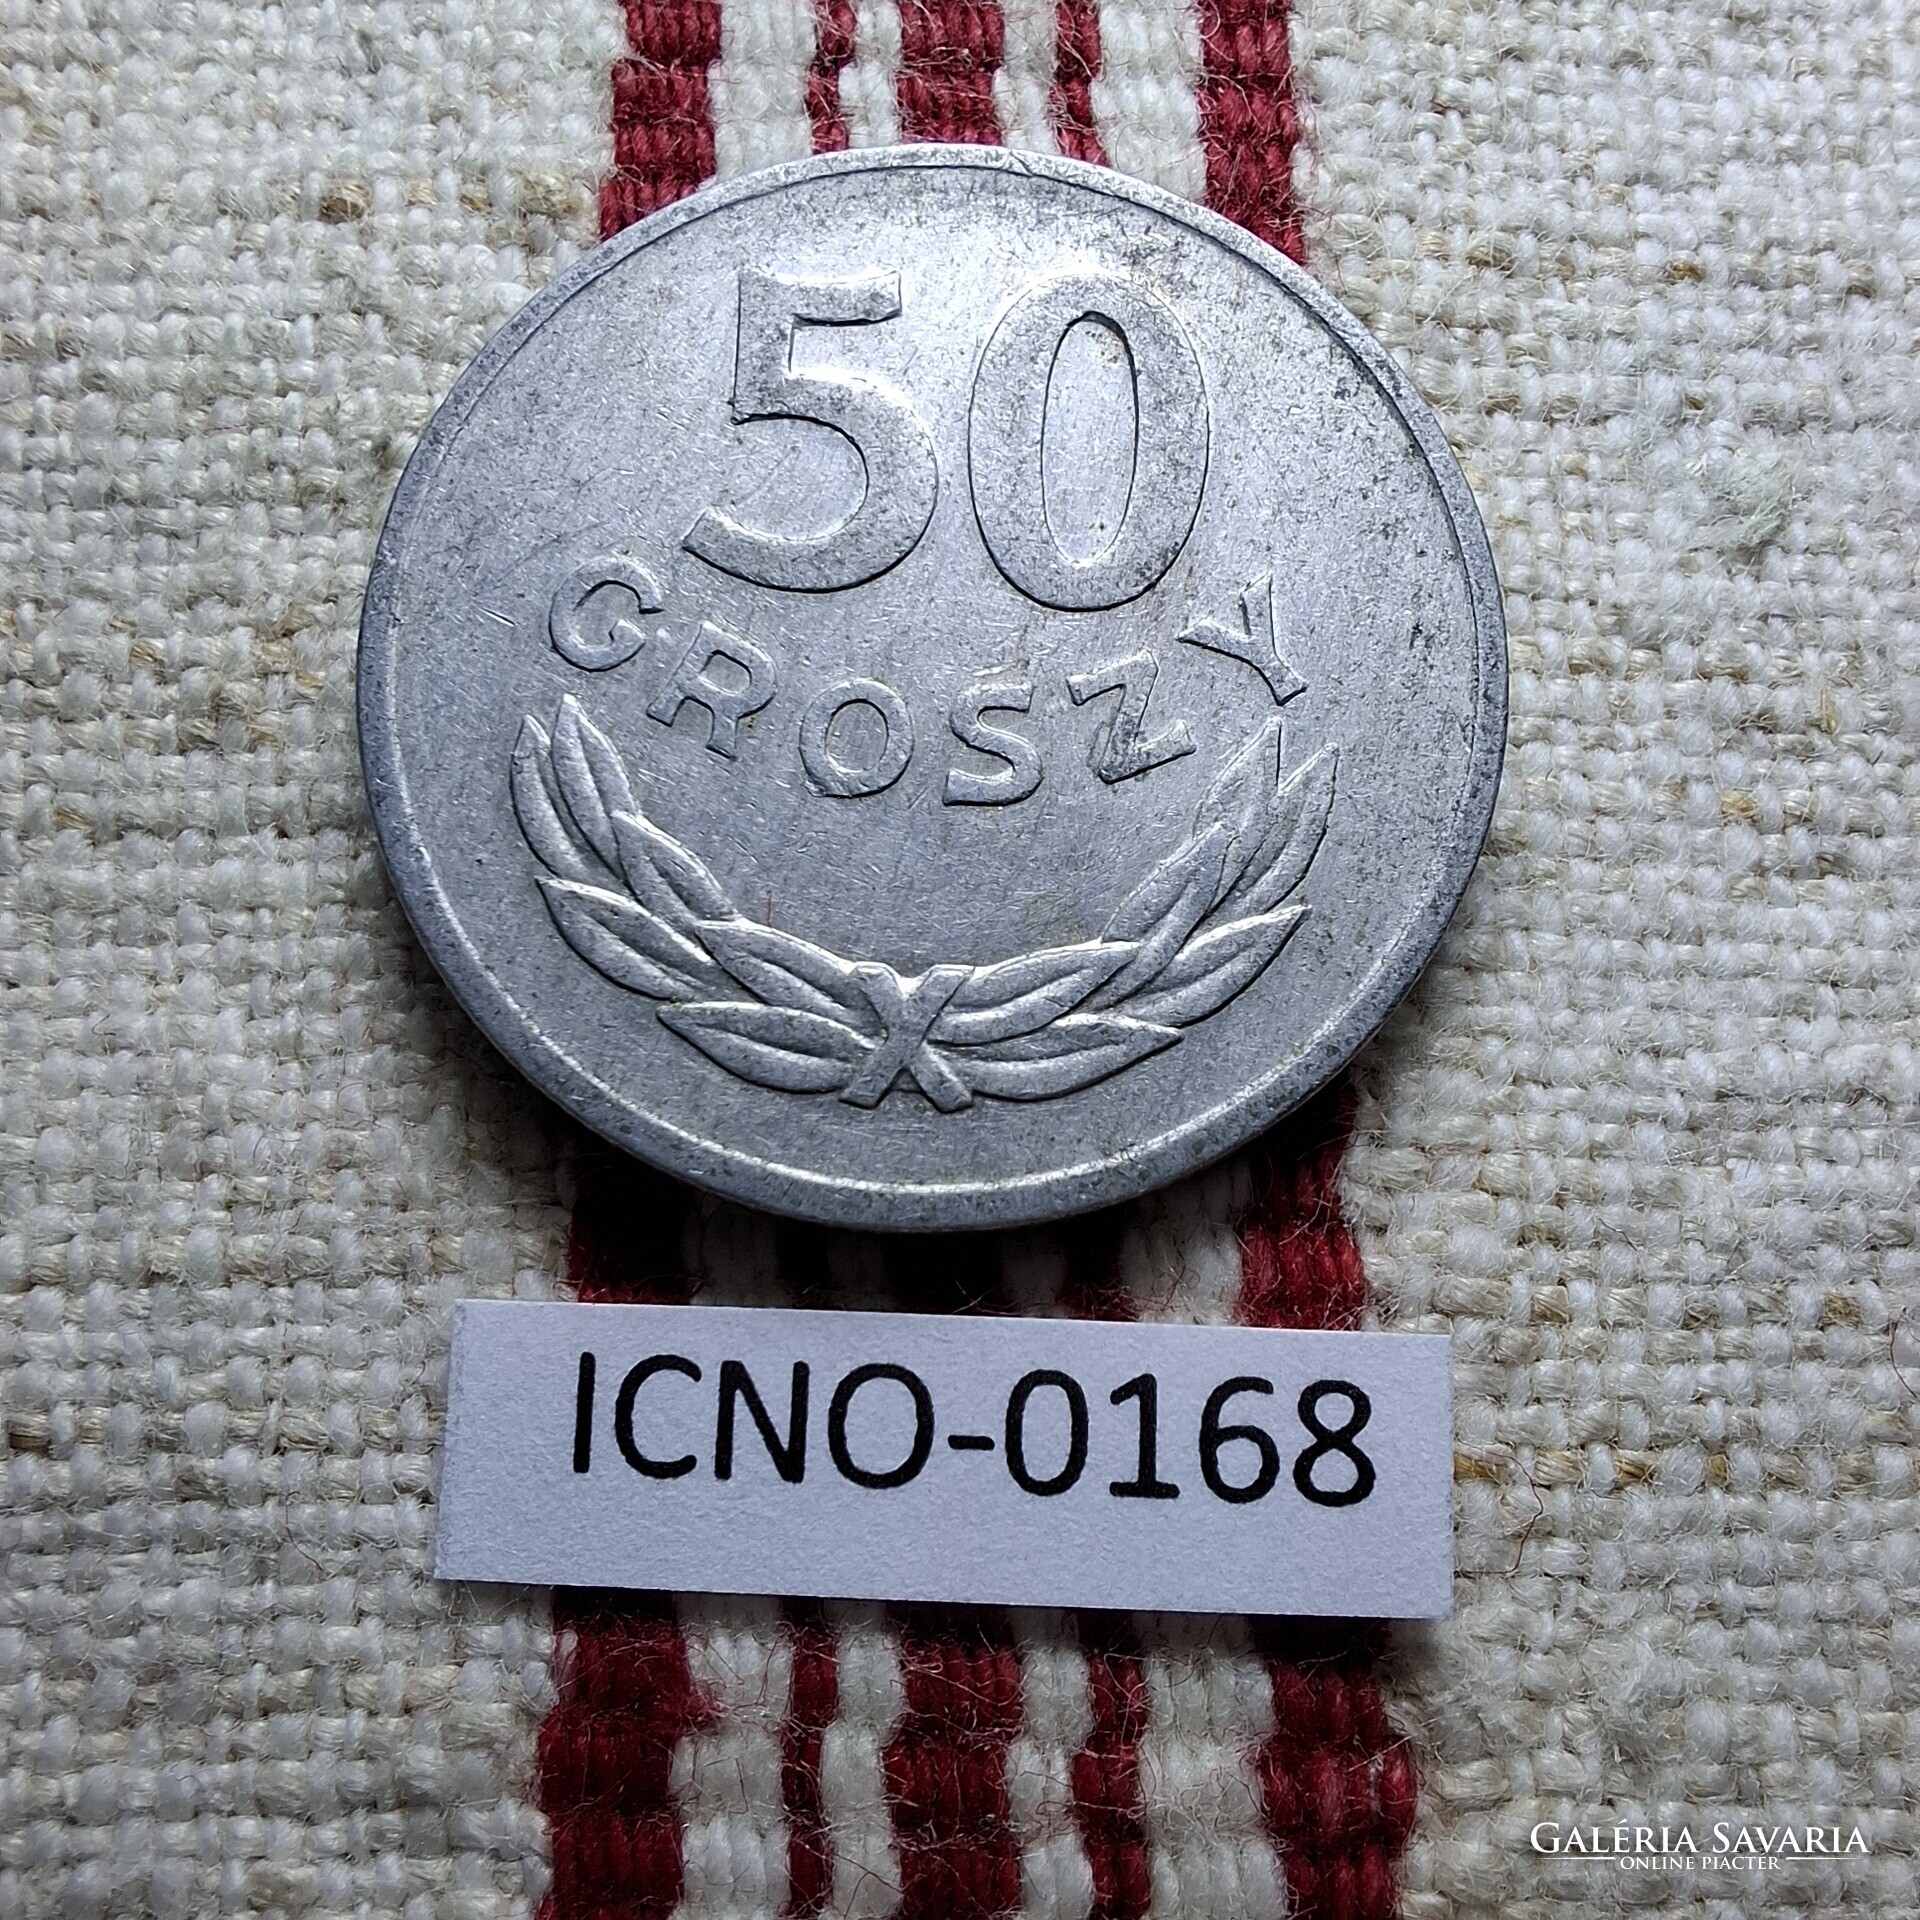 50
GROSZY
ICNO-0168
GALÉRIA SAVARIA
ONLINE PIACTÉR